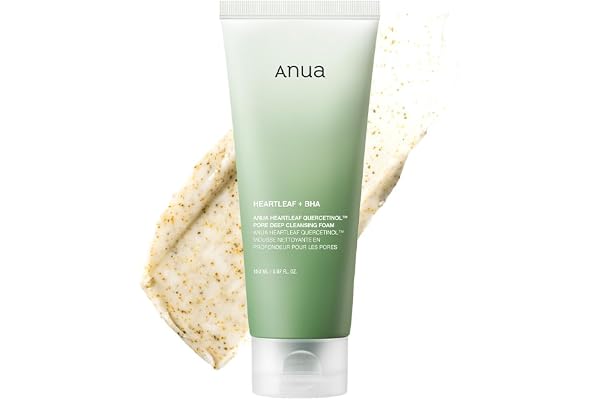 Anua
HEARTLEAF + BHA
ANUA HEARTLEAF QUERCETINOL™
PORE DEEP CLEANSING FOAM
ANUA HEARTLEAF QUERCETINOL™
MOUSSE NETTOYANTE EN
PROFONDEUR POUR LES PORES
150 ML / 5.07 FL. OZ.